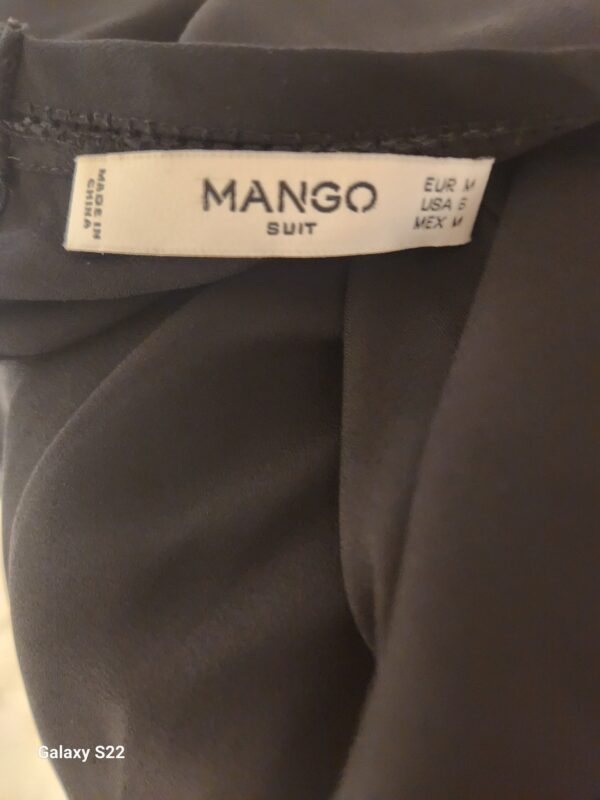 MADE IN
CHINA
MANGO
SUIT
EUR M
USA 6
MEX M
Galaxy S22